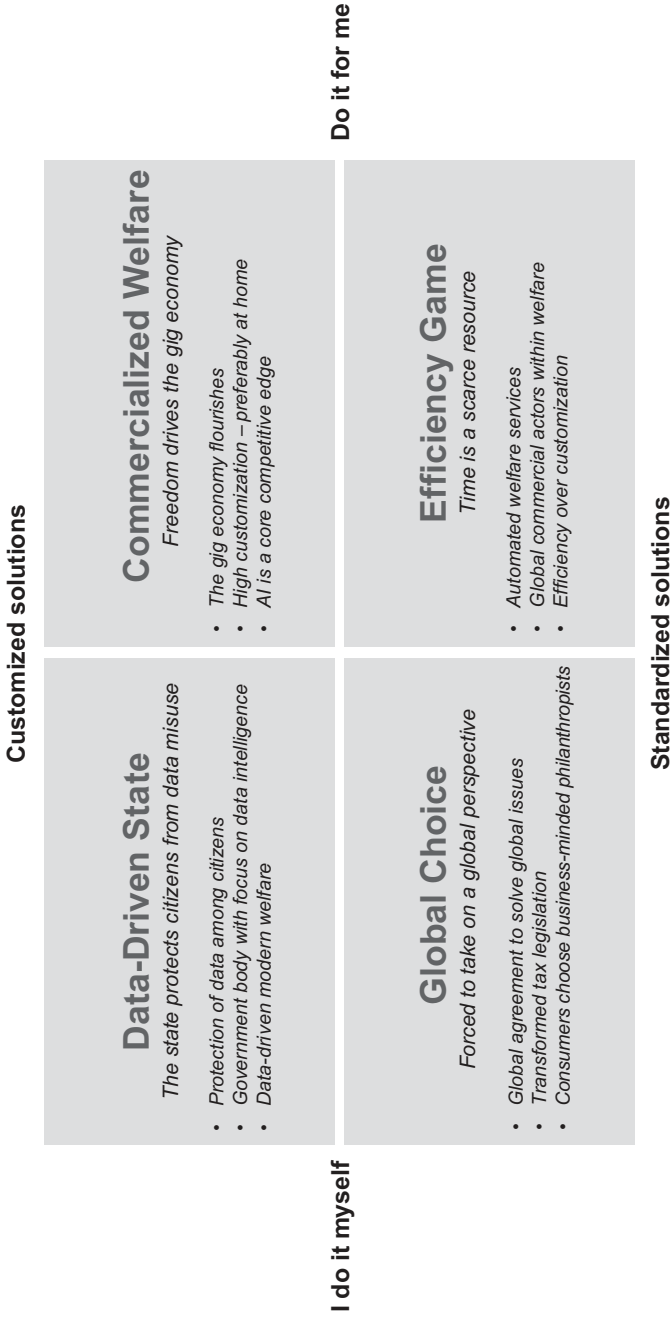 Customized solutions
Data-Driven State
The state protects citizens from data misuse
• Protection of data among citizens
• Government body with focus on data intelligence
• Data-driven modern welfare
Commercialized Welfare
Freedom drives the gig economy
• The gig economy flourishes
• High customization – preferably at home
• AI is a core competitive edge
I do it myself
Do it for me
Global Choice
Forced to take on a global perspective
• Global agreement to solve global issues
• Transformed tax legislation
• Consumers choose business-minded philanthropists
Efficiency Game
Time is a scarce resource
• Automated welfare services
• Global commercial actors within welfare
• Efficiency over customization
Standardized solutions